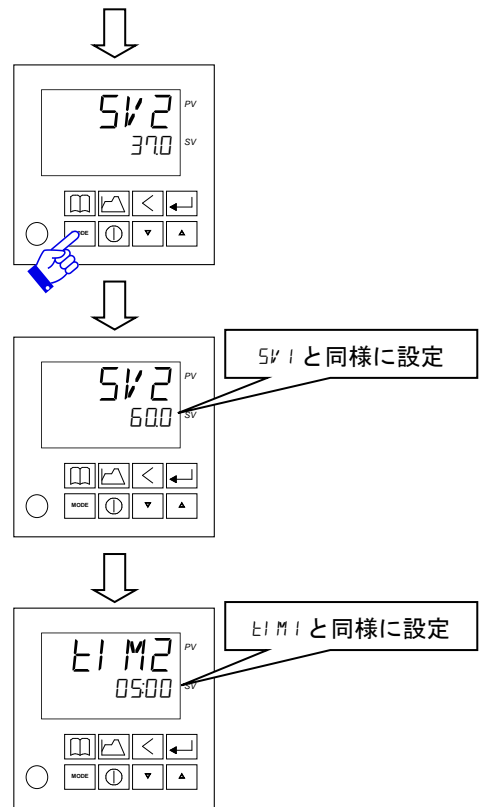 SV2 PV
37.0 SV
MODE
SV2 PV
60.0 SV
SV1と同様に設定
MODE
tIM2 PV
05:00 SV
tIM1と同様に設定
MODE